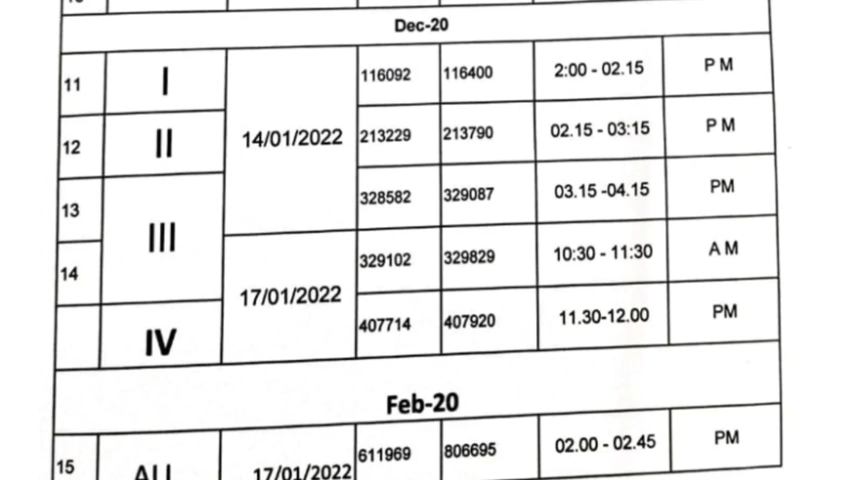 Dec-20
11 I 14/01/2022 116092 116400 2:00 - 02.15 P M
12 II 213229 213790 02.15 - 03:15 P M
13 III 328582 329087 03.15 -04.15 PM
14 17/01/2022 329102 329829 10:30 - 11:30 A M
IV 407714 407920 11.30-12.00 PM
Feb-20
15 ALL 17/01/2022 611969 806695 02.00 - 02.45 PM